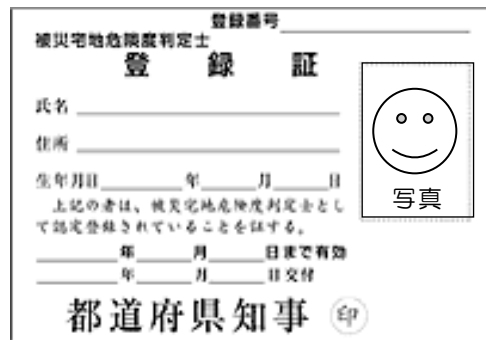 登録番号
被災宅地危険度判定士
登録証
氏名
住所
生年月日 年 月 日
上記の者は、被災宅地危険度判定士とし
て認定登録されていることを証する。
年 月 日まで有効
年 月 日交付
都道府県知事 印
写真